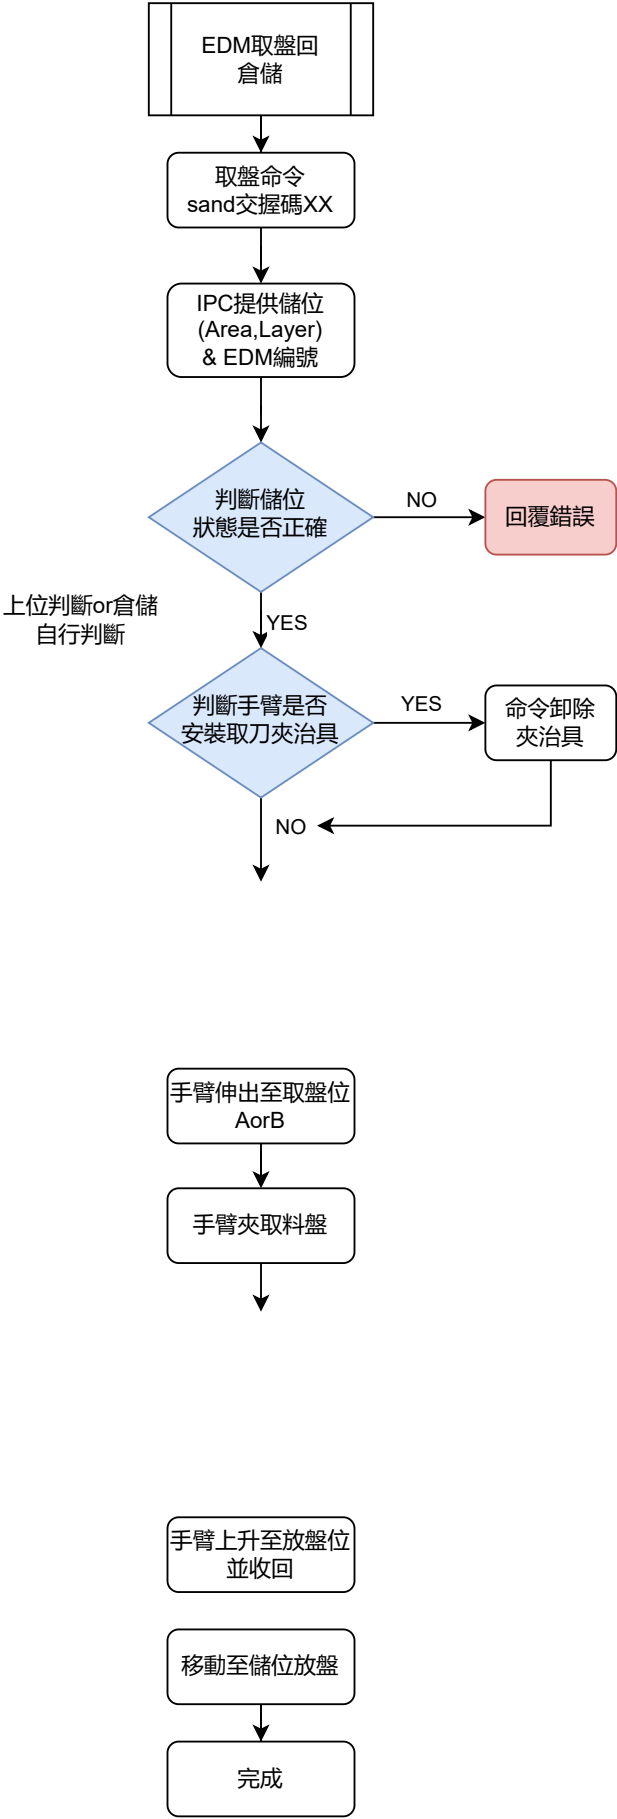 EDM取盤回
倉儲
取盤命令
sand交握碼XX
IPC提供儲位
(Area,Layer)
& EDM編號
判斷儲位
狀態是否正確
NO
回覆錯誤
上位判斷or倉儲
自行判斷
YES
判斷手臂是否
安裝取刀夾治具
YES
命令卸除
夾治具
NO
手臂伸出至取盤位
AorB
手臂夾取料盤
手臂上升至放盤位
並收回
移動至儲位放盤
完成